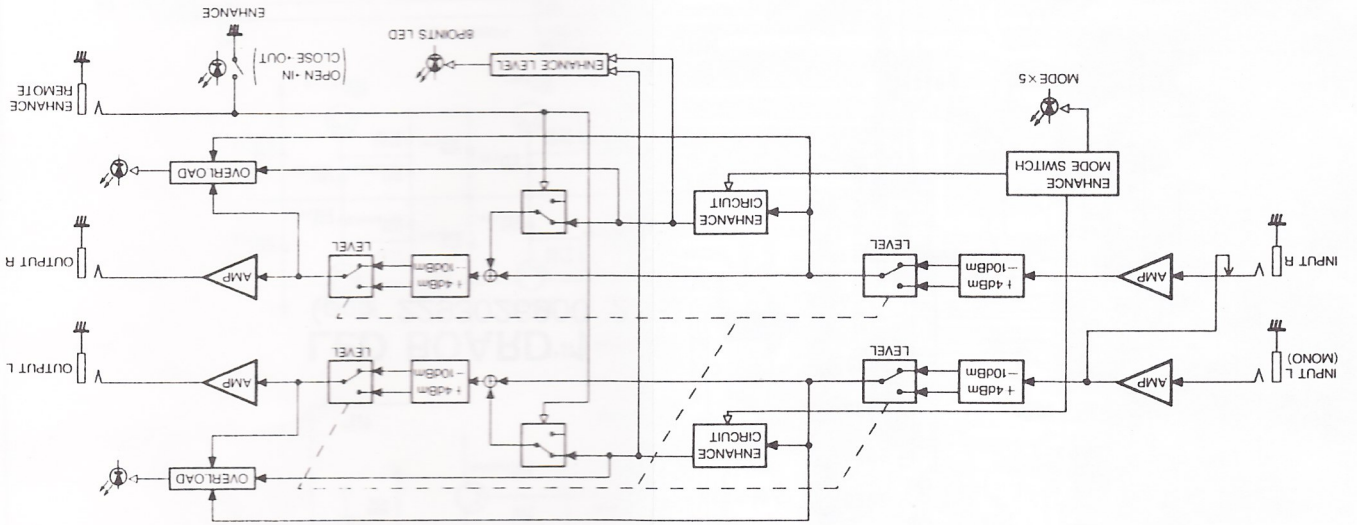 OVERLOAD
ENHANCE
CIRCUIT
INPUT L
(MONO)
AMP
+4dBm
−10dBm
LEVEL
+4dBm
−10dBm
LEVEL
AMP
OUTPUT L
INPUT R
AMP
+4dBm
−10dBm
LEVEL
+4dBm
−10dBm
LEVEL
AMP
OUTPUT R
ENHANCE
CIRCUIT
ENHANCE
MODE SWITCH
OVERLOAD
MODE×5
ENHANCE
REMOTE
ENHANCE LEVEL
8POINTS LED
(OPEN・IN
CLOSE・OUT)
ENHANCE